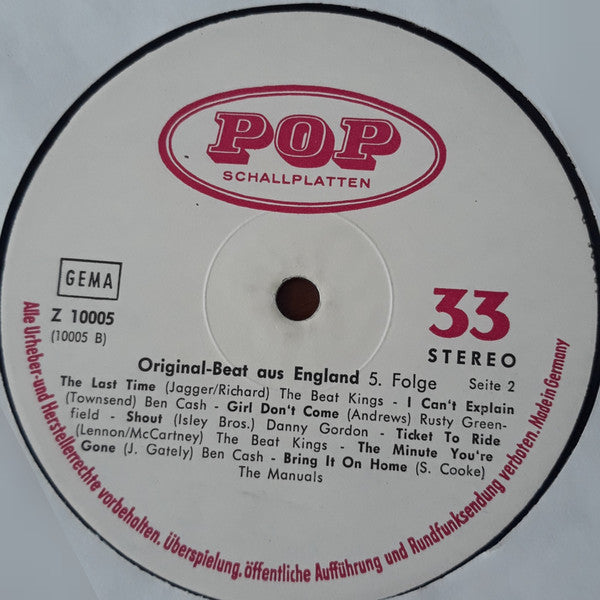 POP
SCHALLPLATTEN
GEMA
Z 10005
(10005 B)
33
STEREO
Original-Beat aus England 5. Folge Seite 2
The Last Time (Jagger/Richard) The Beat Kings - I Can't Explain
(Townsend) Ben Cash - Girl Don't Come (Andrews) Rusty Green-
field - Shout (Isley Bros.) Danny Gordon - Ticket To Ride
(Lennon/McCartney) The Beat Kings - The Minute You're
Gone (J. Gately) Ben Cash - Bring It On Home (S. Cooke)
The Manuals
Alle Urheber- und Herstellerrechte vorbehalten. Überspielung, öffentliche Aufführung und Rundfunksendung verboten. Made in Germany